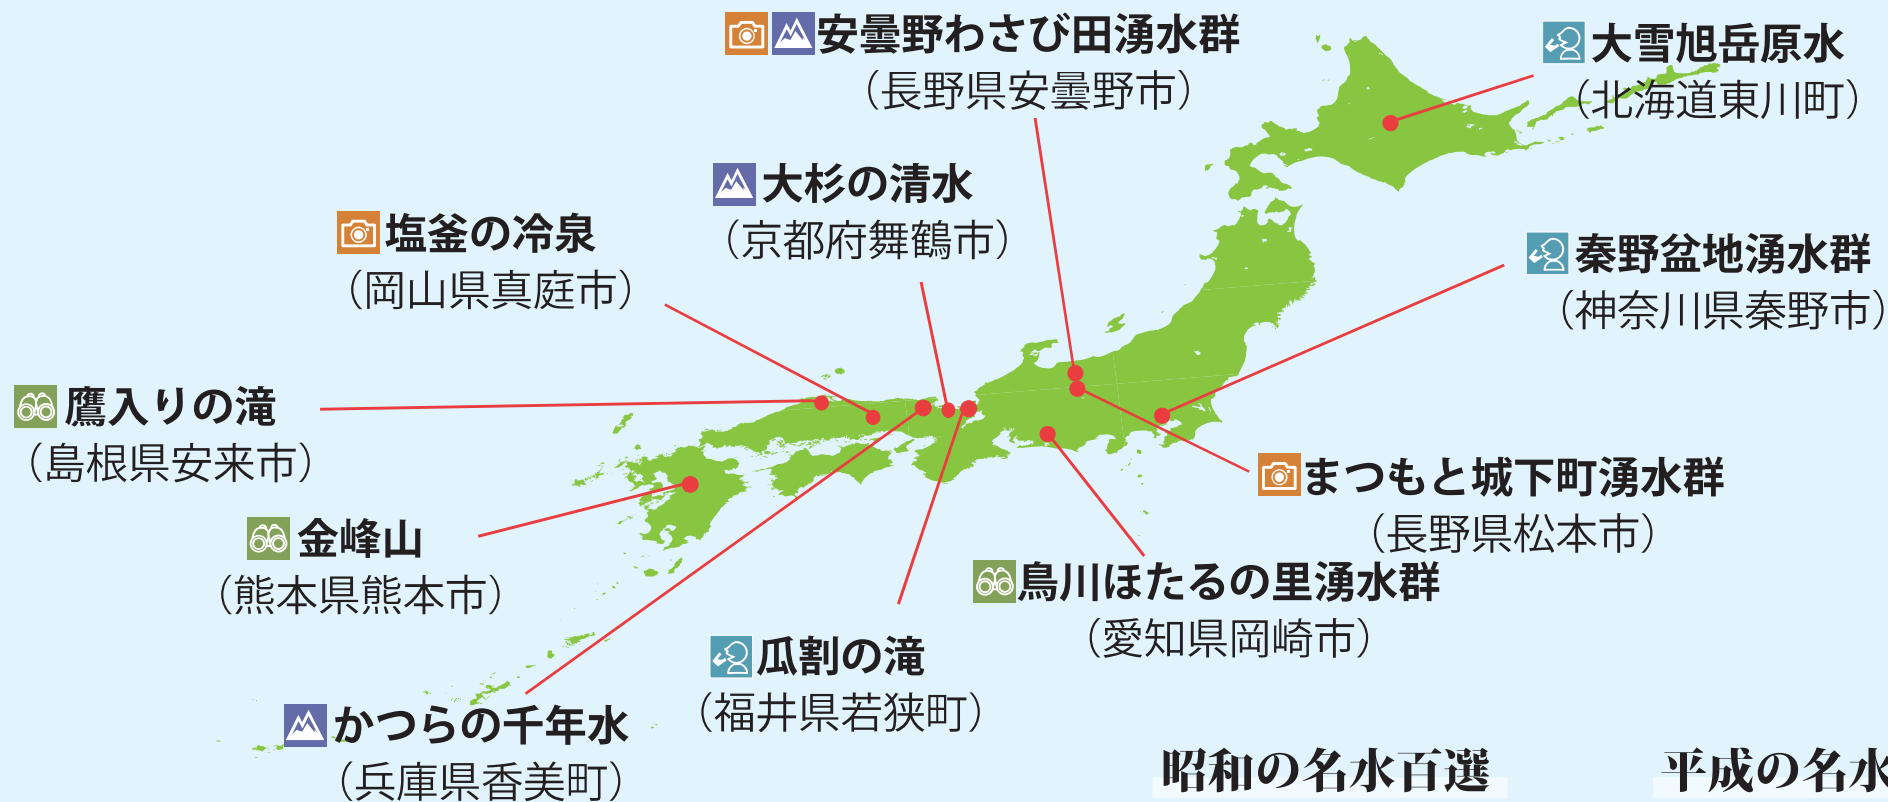 安曇野わさび田湧水群
（長野県安曇野市）
大雪旭岳原水
（北海道東川町）
大杉の清水
（京都府舞鶴市）
塩釜の冷泉
（岡山県真庭市）
秦野盆地湧水群
（神奈川県秦野市）
鷹入りの滝
（島根県安来市）
まつもと城下町湧水群
（長野県松本市）
金峰山
（熊本県熊本市）
鳥川ほたるの里湧水群
（愛知県岡崎市）
瓜割の滝
（福井県若狭町）
かつらの千年水
（兵庫県香美町）
昭和の名水百選
平成の名水